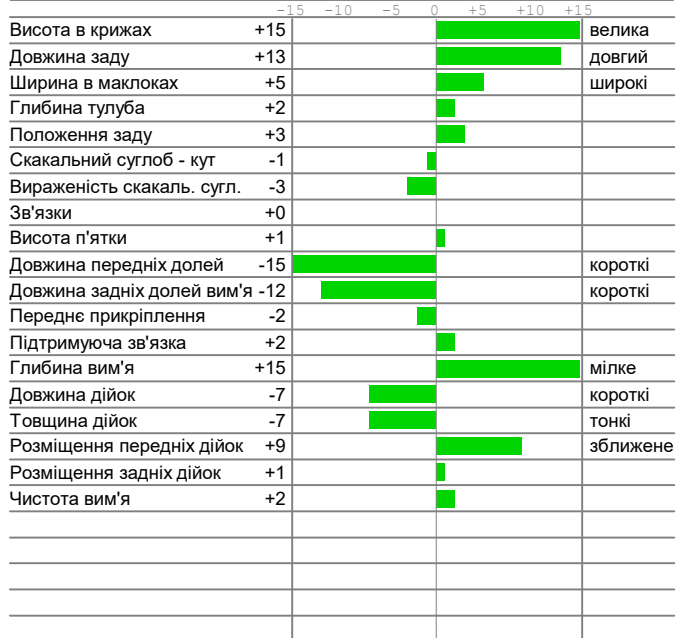 -15 -10 -5 0 +5 +10 +15
Висота в крижах +15 велика
Довжина заду +13 довгий
Ширина в маклоках +5 широкі
Глибина тулуба +2
Положення заду +3
Скакальний суглоб - кут -1
Вираженість скакаль. сугл. -3
Зв'язки +0
Висота п'ятки +1
Довжина передніх долей -15 короткі
Довжина задніх долей вим'я -12 короткі
Переднє прикріплення -2
Підтримуюча зв'язка +2
Глибина вим'я +15 мілке
Довжина дійок -7 короткі
Товщина дійок -7 тонкі
Розміщення передніх дійок +9 зближене
Розміщення задніх дійок +1
Чистота вим'я +2